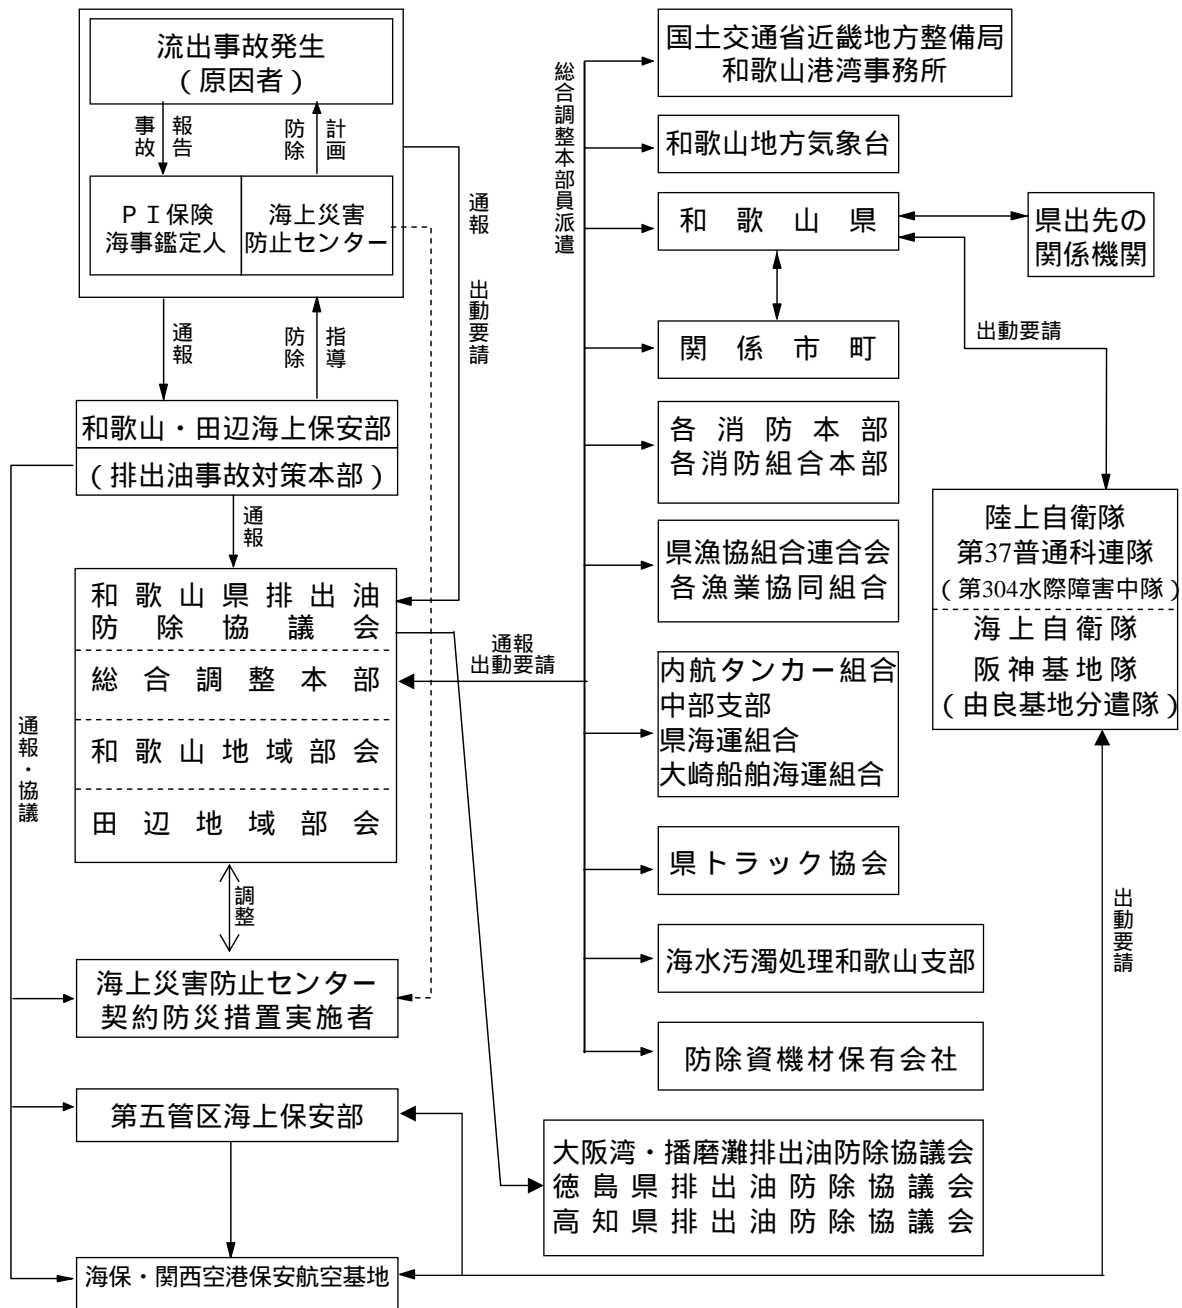 流出事故発生
（原因者）
事故
報告
防除
計画
ＰＩ保険
海事鑑定人
海上災害
防止センター
通報
出動要請
通報
防除
指導
和歌山・田辺海上保安部
（排出油事故対策本部）
通報
和歌山県排出油
防除協議会
総合調整本部
和歌山地域部会
田辺地域部会
通報・協議
調整
海上災害防止センター
契約防災措置実施者
第五管区海上保安部
海保・関西空港保安航空基地
総合調整本部員派遣
通報
出動要請
国土交通省近畿地方整備局
和歌山港湾事務所
和歌山地方気象台
和歌山県
県出先の
関係機関
出動要請
関係市町
各消防本部
各消防組合本部
県漁協組合連合会
各漁業協同組合
内航タンカー組合
中部支部
県海運組合
大崎船舶海運組合
県トラック協会
海水汚濁処理和歌山支部
防除資機材保有会社
大阪湾・播磨灘排出油防除協議会
徳島県排出油防除協議会
高知県排出油防除協議会
陸上自衛隊
第37普通科連隊
（第304水際障害中隊）
海上自衛隊
阪神基地隊
（由良基地分遣隊）
出動要請